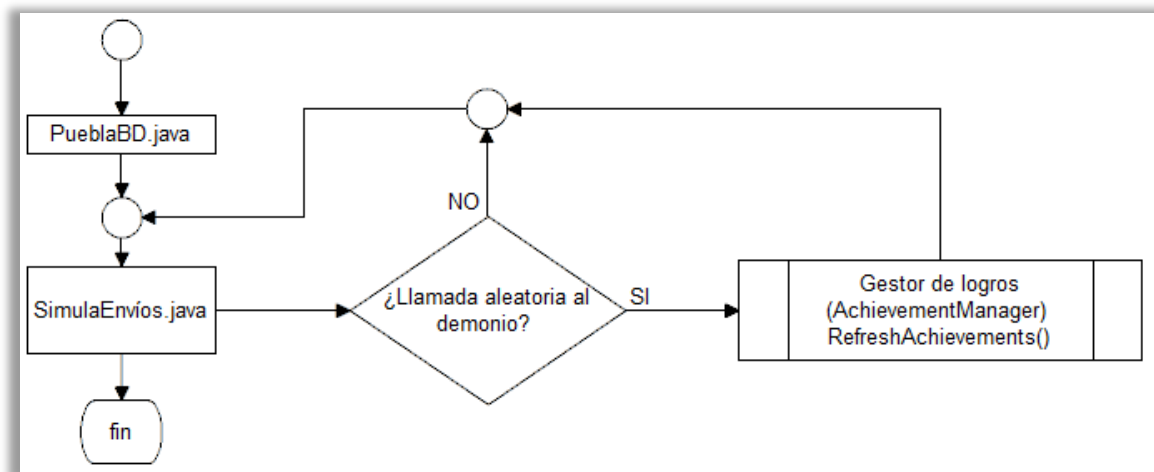 PueblaBD.java
NO
SimulaEnvíos.java
¿Llamada aleatoria al
demonio?
SI
Gestor de logros
(AchievementManager)
RefreshAchievements()
fin